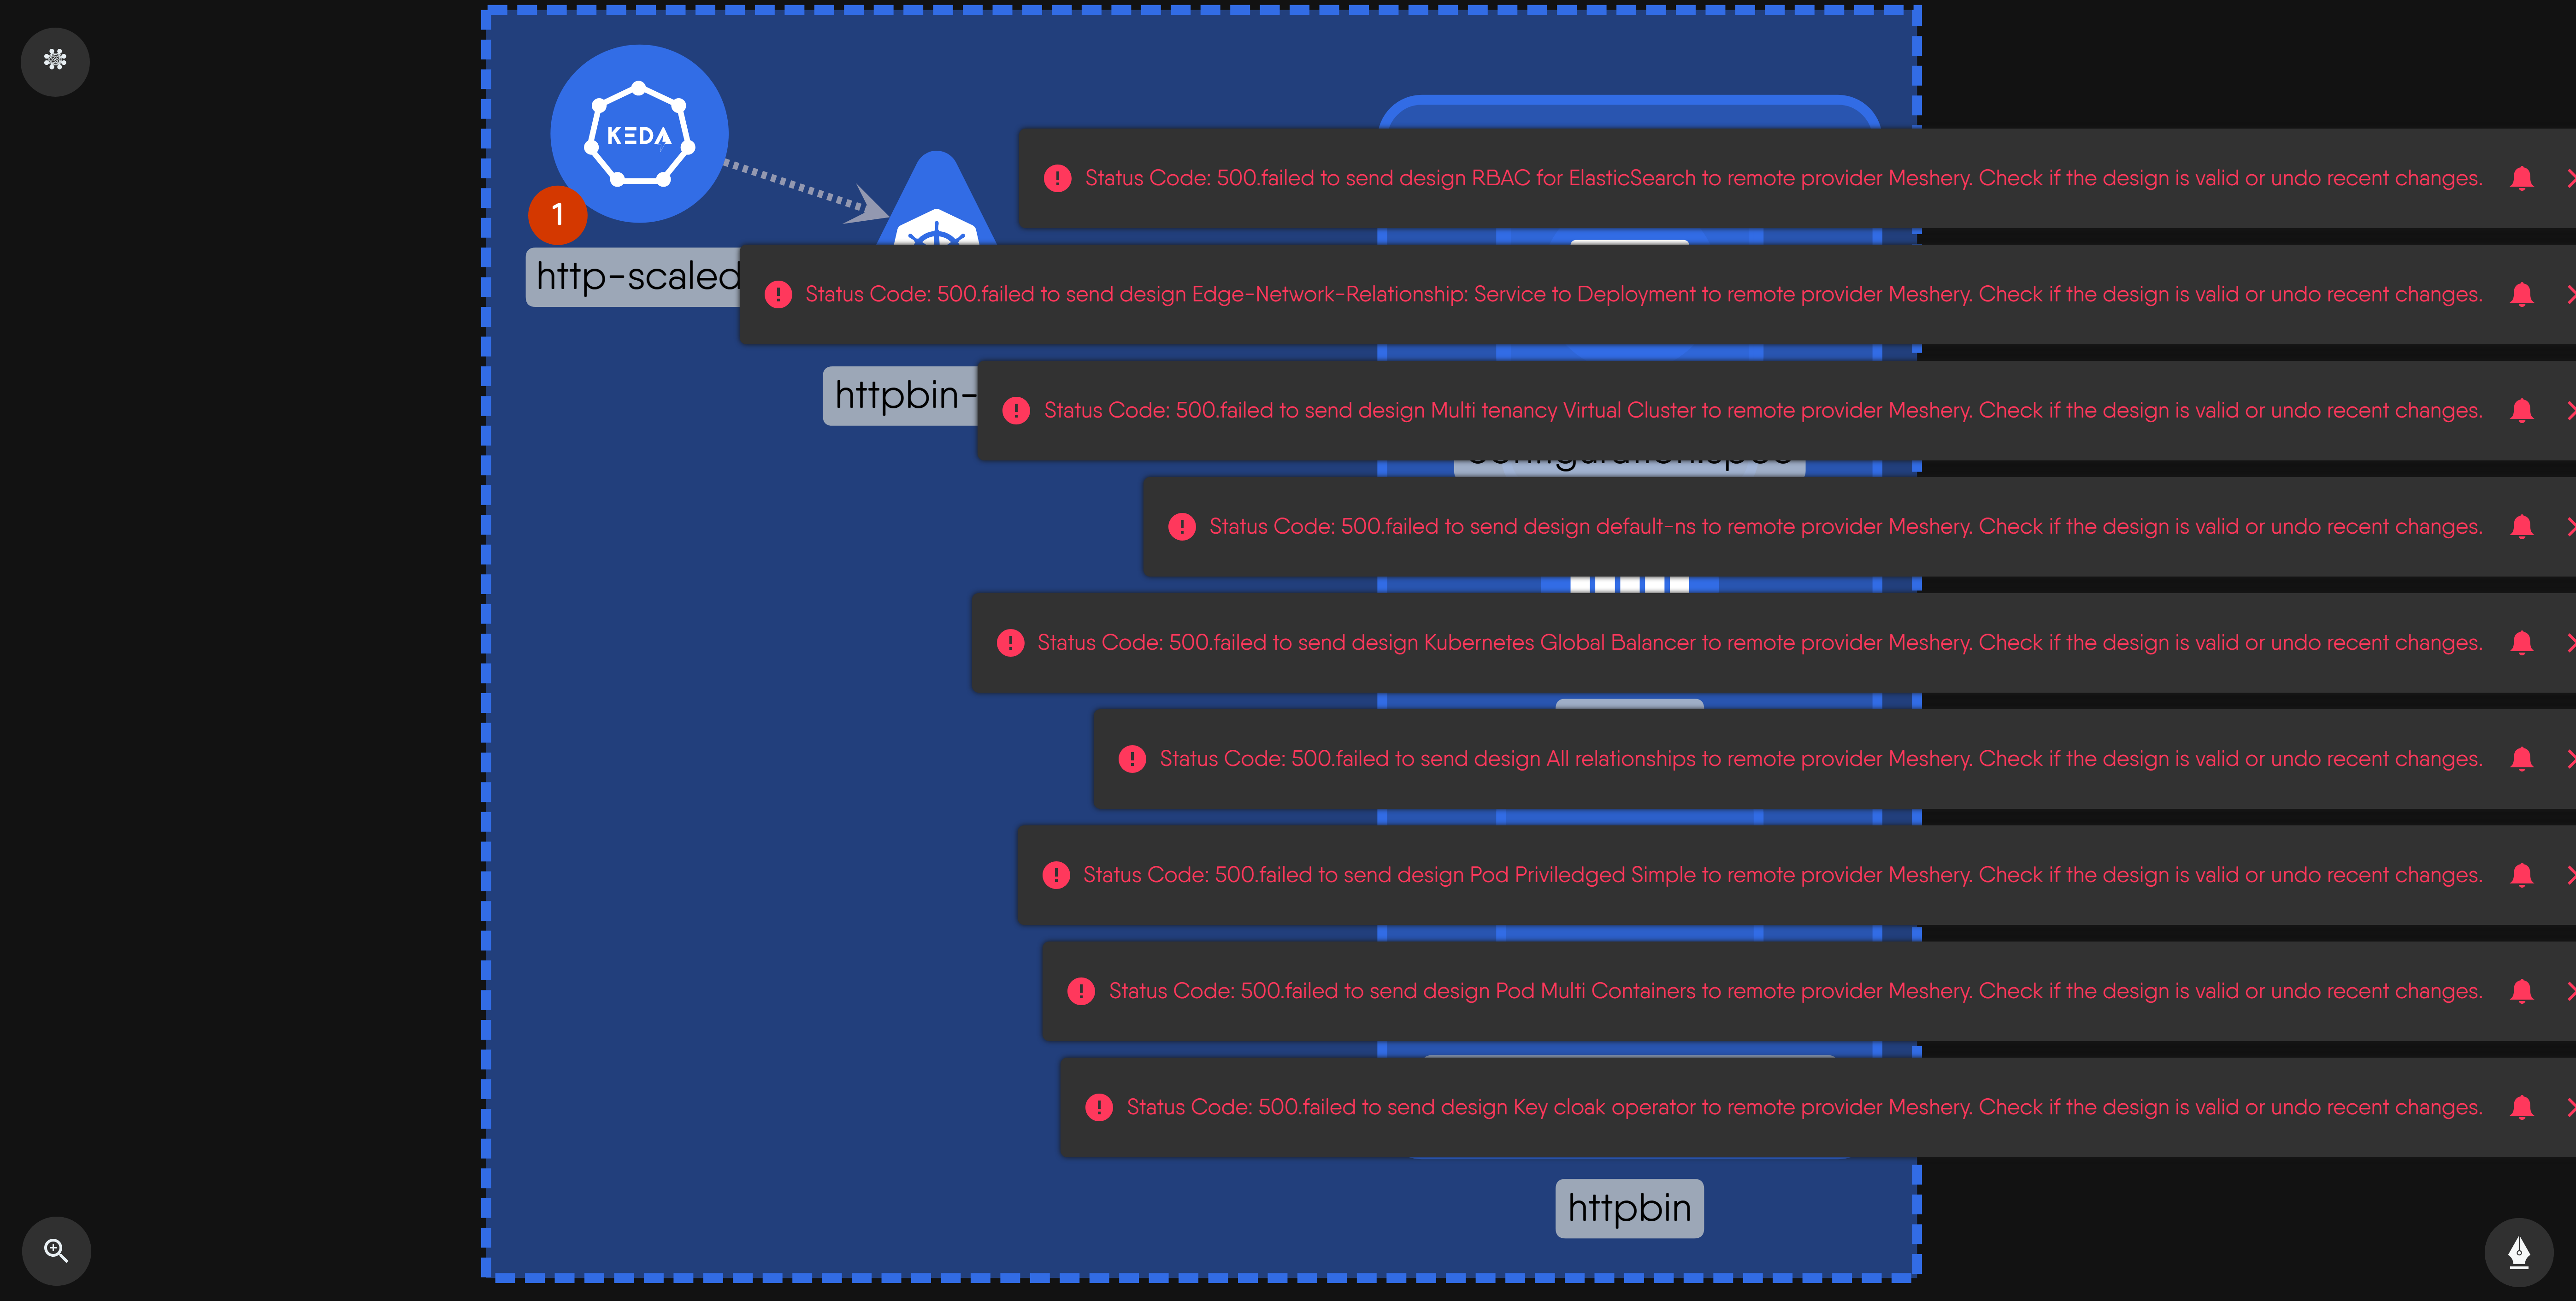 KEDA
Status Code: 500.failed to send design RBAC for ElasticSearch to remote provider Meshery. Check if the design is valid or undo recent changes.
1
http-scaled
Status Code: 500.failed to send design Edge-Network-Relationship: Service to Deployment to remote provider Meshery. Check if the design is valid or undo recent changes.
httpbin-
Status Code: 500.failed to send design Multi tenancy Virtual Cluster to remote provider Meshery. Check if the design is valid or undo recent changes.
Status Code: 500.failed to send design default-ns to remote provider Meshery. Check if the design is valid or undo recent changes.
Status Code: 500.failed to send design Kubernetes Global Balancer to remote provider Meshery. Check if the design is valid or undo recent changes.
Status Code: 500.failed to send design All relationships to remote provider Meshery. Check if the design is valid or undo recent changes.
Status Code: 500.failed to send design Pod Priviledged Simple to remote provider Meshery. Check if the design is valid or undo recent changes.
Status Code: 500.failed to send design Pod Multi Containers to remote provider Meshery. Check if the design is valid or undo recent changes.
Status Code: 500.failed to send design Key cloak operator to remote provider Meshery. Check if the design is valid or undo recent changes.
httpbin